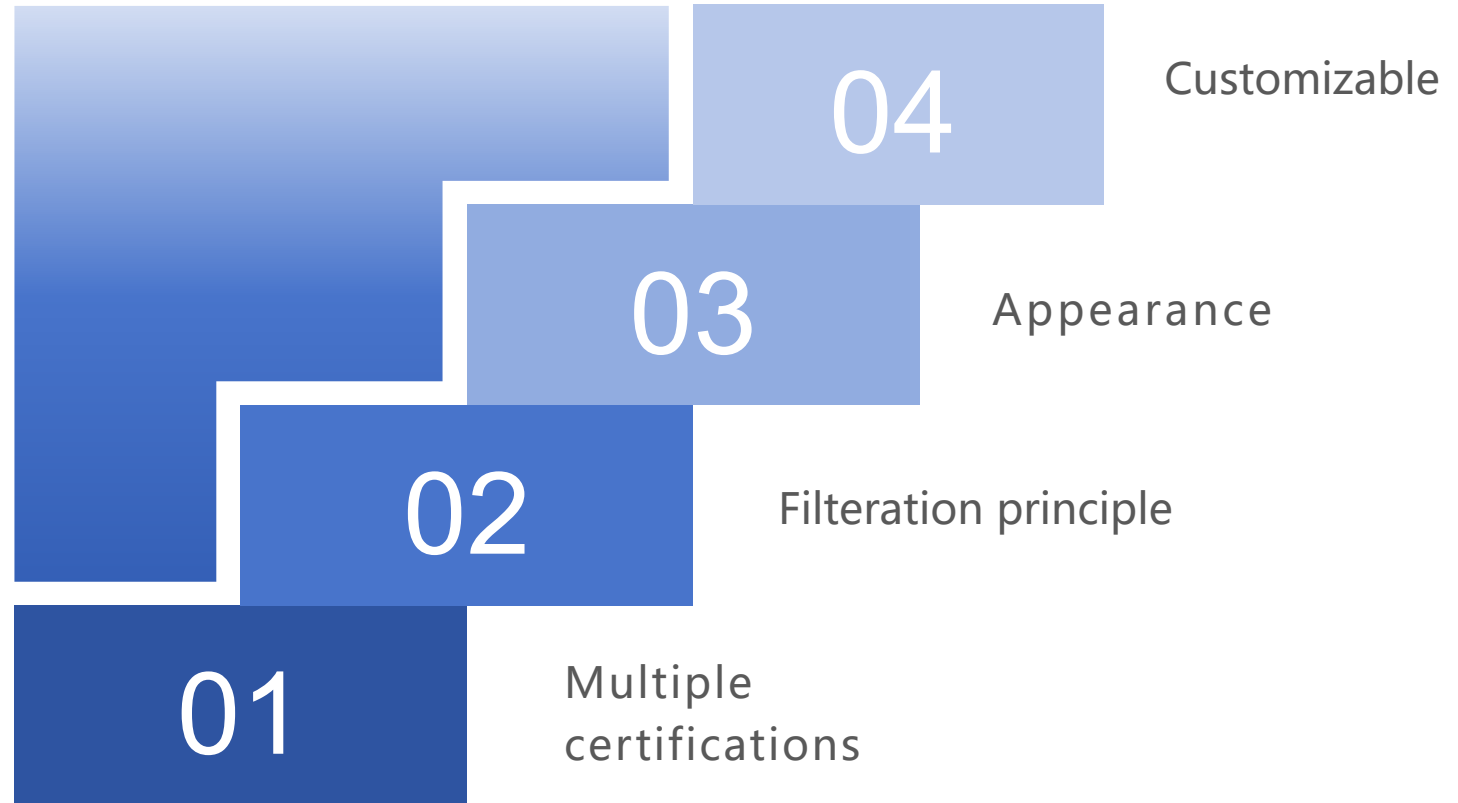 04
Customizable
03
Appearance
02
Filteration principle
01
Multiple
certifications